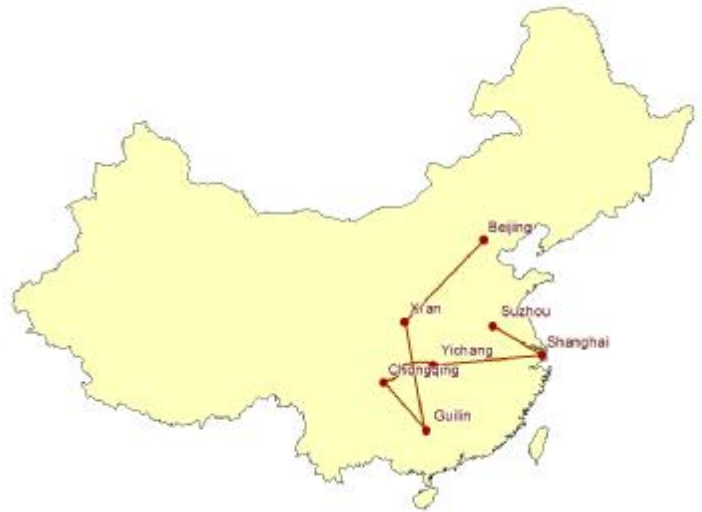 Beijing
Xi'an
Suzhou
Shanghai
Yichang
Chongqing
Guilin